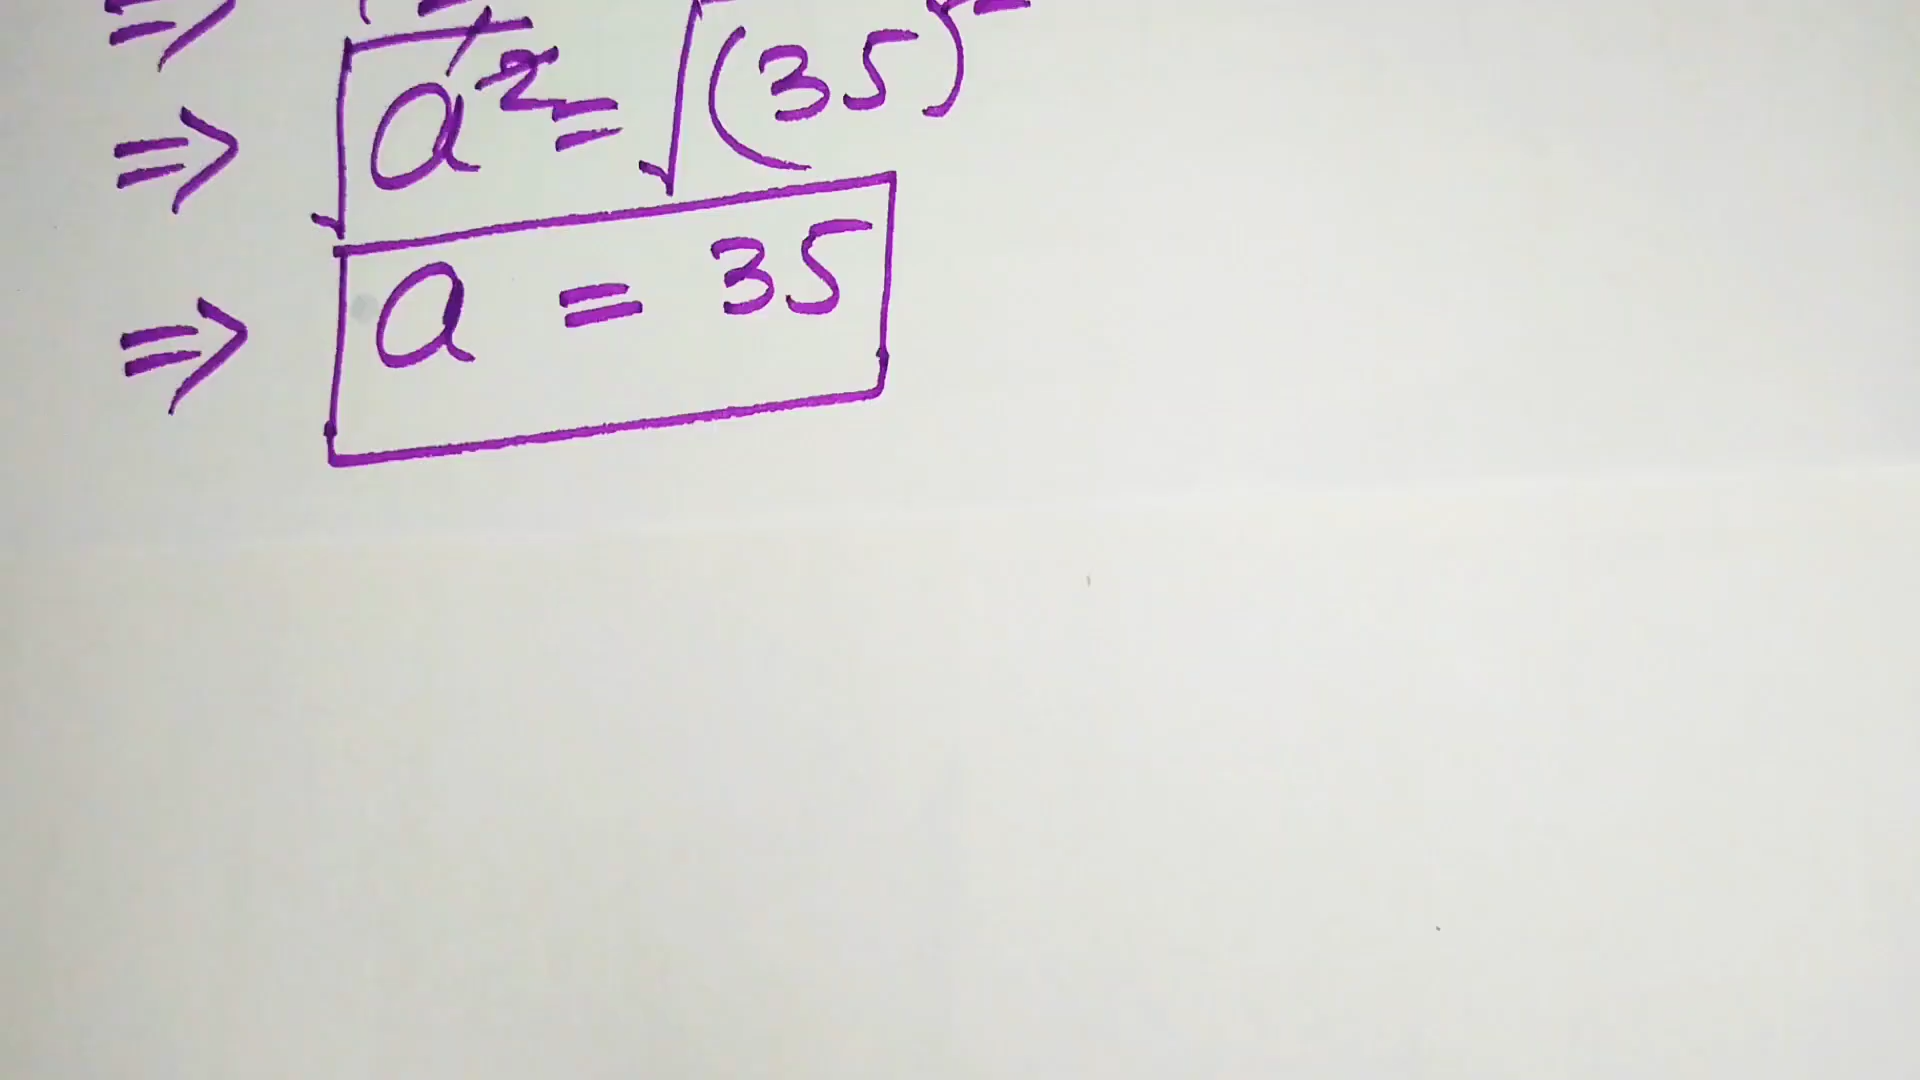 ⇒ √a² = √(35)²
⇒ a = 35